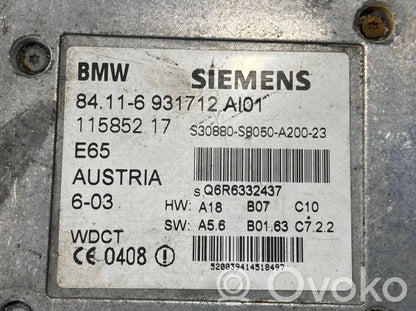 BMW SIEMENS
84.11-6 931712 AI01
115852 17 S30880-S8050-A200-23
E65
AUSTRIA S Q6R6332437
6-03 HW: A18 B07 C10
SW: A5.6 B01.63 C7.2.2
WDCT
CE 0408 !
520039414518497
Ovoko